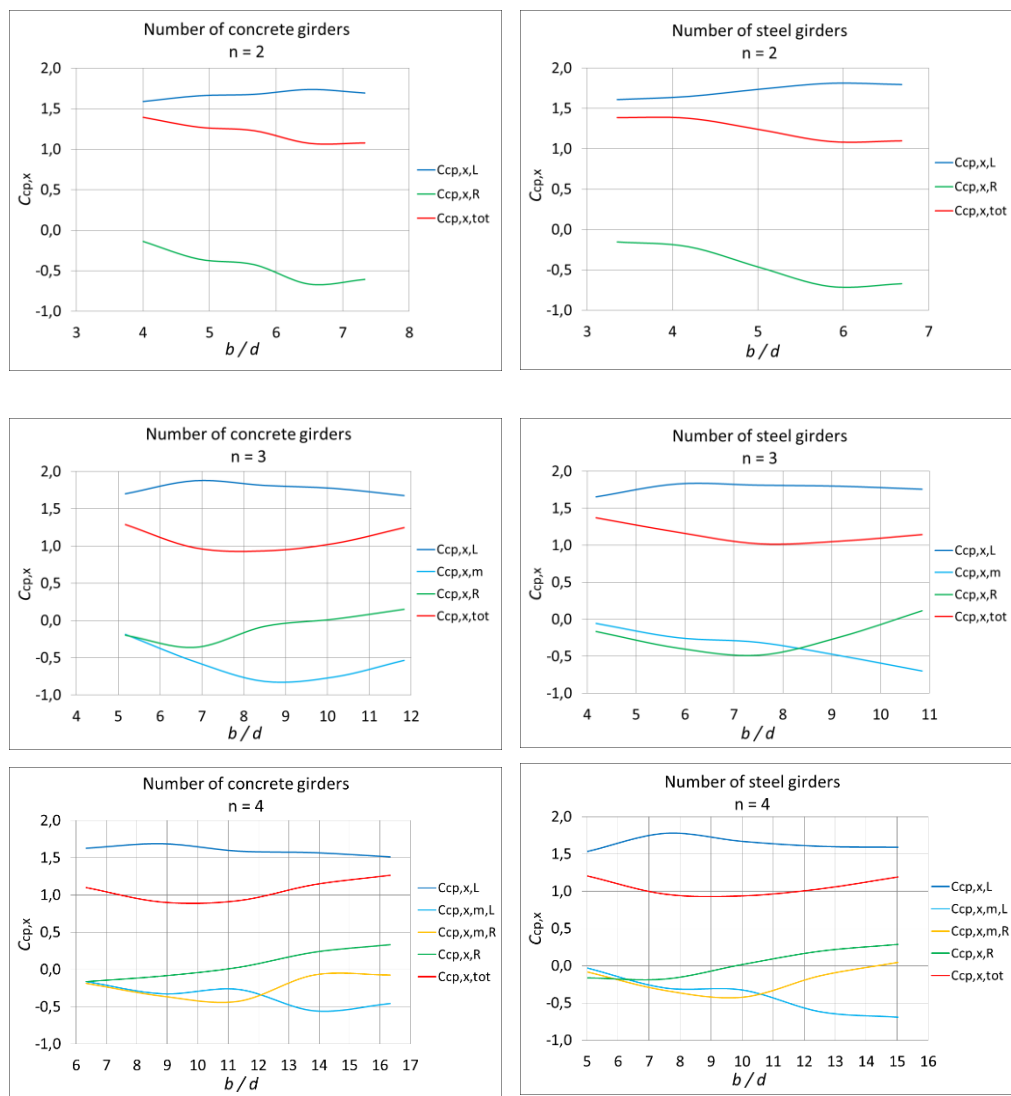 Number of concrete girders
n = 2
2,0
1,5
1,0
0,5
0,0
-0,5
-1,0
Ccp,x
3 4 5 6 7 8
b / d
Ccp,x,L
Ccp,x,R
Ccp,x,tot
Number of steel girders
n = 2
2,0
1,5
1,0
0,5
0,0
-0,5
-1,0
Ccp,x
3 4 5 6 7
b / d
Ccp,x,L
Ccp,x,R
Ccp,x,tot
Number of concrete girders
n = 3
2,0
1,5
1,0
0,5
0,0
-0,5
-1,0
Ccp,x
4 5 6 7 8 9 10 11 12
b / d
Ccp,x,L
Ccp,x,m
Ccp,x,R
Ccp,x,tot
Number of steel girders
n = 3
2,0
1,5
1,0
0,5
0,0
-0,5
-1,0
Ccp,x
4 5 6 7 8 9 10 11
b / d
Ccp,x,L
Ccp,x,m
Ccp,x,R
Ccp,x,tot
Number of concrete girders
n = 4
2,0
1,5
1,0
0,5
0,0
-0,5
-1,0
Ccp,x
6 7 8 9 10 11 12 13 14 15 16 17
b / d
Ccp,x,L
Ccp,x,m,L
Ccp,x,m,R
Ccp,x,R
Ccp,x,tot
Number of steel girders
n = 4
2,0
1,5
1,0
0,5
0,0
-0,5
-1,0
Ccp,x
5 6 7 8 9 10 11 12 13 14 15 16
b / d
Ccp,x,L
Ccp,x,m,L
Ccp,x,m,R
Ccp,x,R
Ccp,x,tot